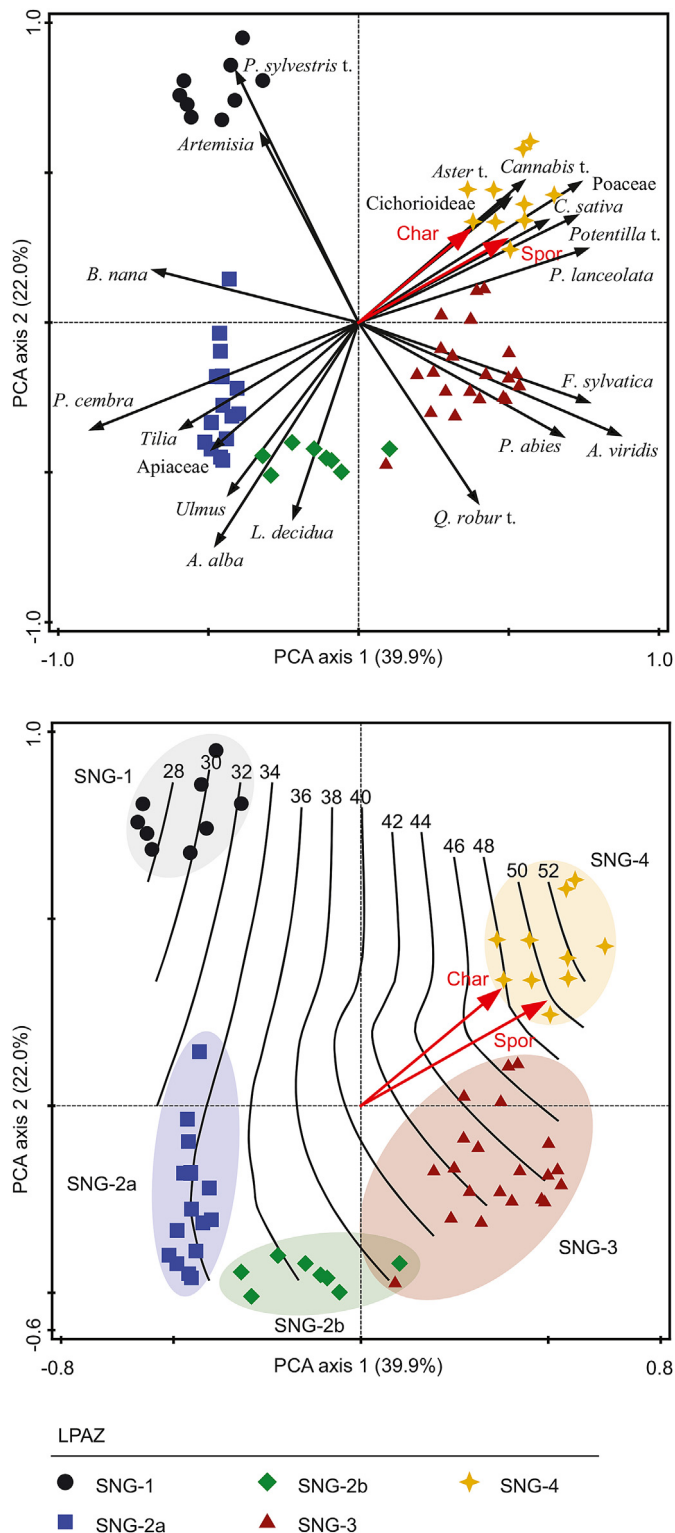 1.0
P. sylvestris t.
Artemisia
Aster t.
Cannabis t.
Cichorioideae
Poaceae
C. sativa
Char
Potentilla t.
Spor
B. nana
P. lanceolata
PCA axis 2 (22.0%)
P. cembra
F. sylvatica
Tilia
P. abies
A. viridis
Apiaceae
Ulmus
L. decidua
Q. robur t.
A. alba
-1.0
-1.0
PCA axis 1 (39.9%)
1.0
1.0
SNG-1
28
30
32
34
36
38
40
42
44
46
48
50
52
SNG-4
Char
Spor
PCA axis 2 (22.0%)
SNG-2a
SNG-3
SNG-2b
-0.6
-0.8
PCA axis 1 (39.9%)
0.8
LPAZ
SNG-1
SNG-2b
SNG-4
SNG-2a
SNG-3